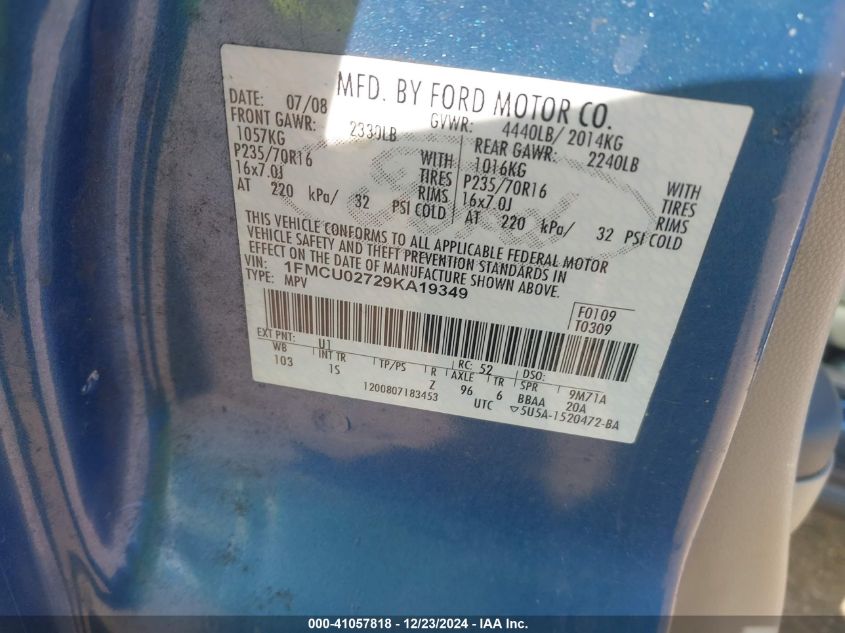 MFD. BY FORD MOTOR CO.
DATE: 07/08 GVWR: 4440LB/ 2014KG
FRONT GAWR: 2330LB REAR GAWR: 2240LB
1057KG WITH 1016KG WITH
P235/70R16 TIRES P235/70R16 TIRES
16x7.0J RIMS 16x7.0J RIMS
AT 220 kPa/ 32 PSI COLD AT 220 kPa/ 32 PSI COLD
THIS VEHICLE CONFORMS TO ALL APPLICABLE FEDERAL MOTOR
VEHICLE SAFETY AND THEFT PREVENTION STANDARDS IN
EFFECT ON THE DATE OF MANUFACTURE SHOWN ABOVE.
VIN: 1FMCU02729KA19349
TYPE: MPV
F0109
T0309
EXT PNT: U1 RC: 52 DSO:
WB INT TR TP/PS R AXLE TR SPR 9M71A
103 1S Z 96 6 BBAA 20A
1200807183453 UTC ▽5U5A-1520472-BA
000-41057818 - 12/23/2024 - IAA Inc.